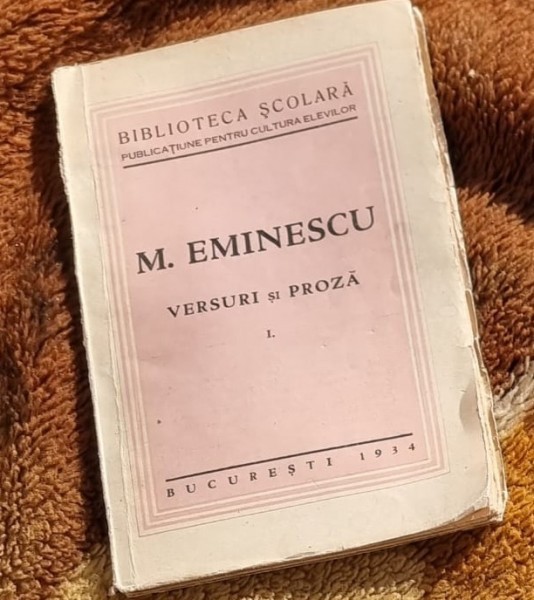 BIBLIOTECA ȘCOLARĂ
PUBLICAȚIUNE PENTRU CULTURA ELEVILOR
M. EMINESCU
VERSURI ȘI PROZĂ
I.
BUCUREȘTI 1934